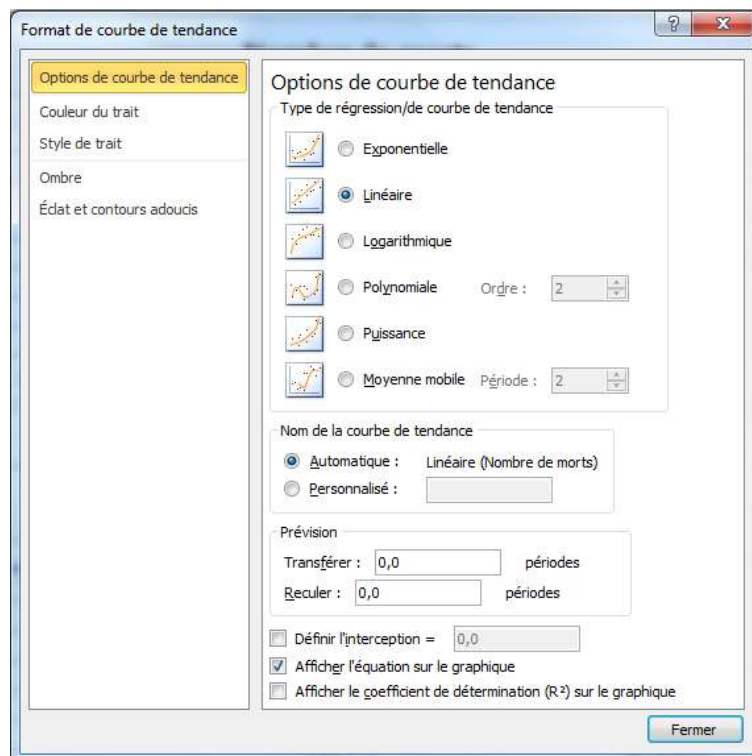 Format de courbe de tendance
Options de courbe de tendance
Couleur du trait
Style de trait
Ombre
Éclat et contours adoucis
Options de courbe de tendance
Type de régression/de courbe de tendance
Exponentielle
Linéaire
Logarithmique
Polynomiale Ordre : 2
Puissance
Moyenne mobile Période : 2
Nom de la courbe de tendance
Automatique : Linéaire (Nombre de morts)
Personnalisé :
Prévision
Transférer : 0,0 périodes
Reculer : 0,0 périodes
Définir l'interception = 0,0
Afficher l'équation sur le graphique
Afficher le coefficient de détermination (R²) sur le graphique
Fermer